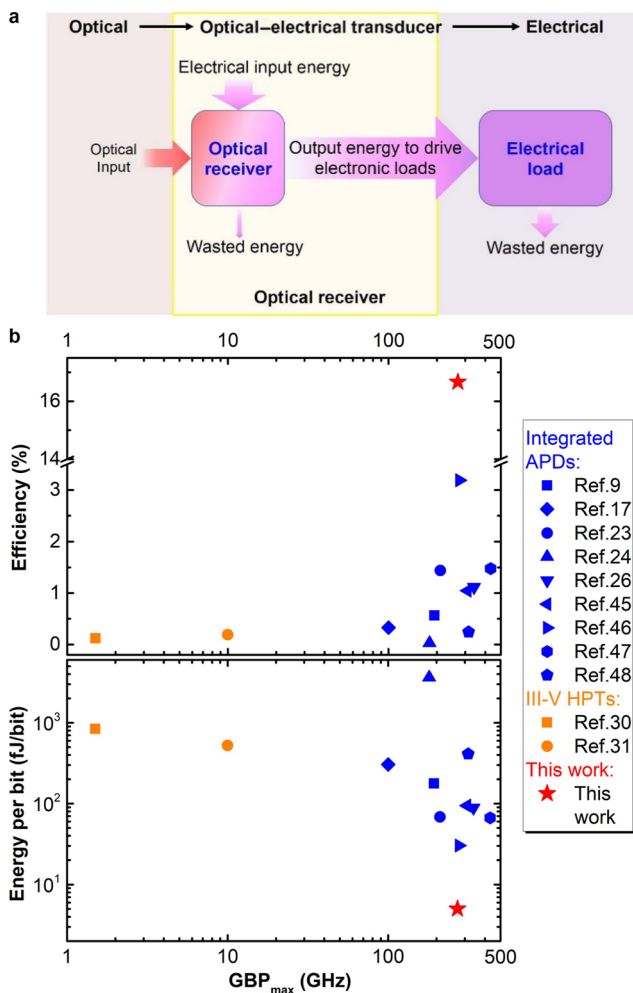 a
Optical
Optical–electrical transducer
Electrical
Electrical input energy
Optical
Input
Optical
receiver
Output energy to drive
electronic loads
Electrical
load
Wasted energy
Wasted energy
Optical receiver
b
1
10
100
500
16
14
3
2
1
0
Efficiency (%)
10³
10²
10¹
Energy per bit (fJ/bit)
1
10
100
500
GBPₘₐₓ (GHz)
Integrated
APDs:
Ref.9
Ref.17
Ref.23
Ref.24
Ref.26
Ref.45
Ref.46
Ref.47
Ref.48
III-V HPTs:
Ref.30
Ref.31
This work:
This
work